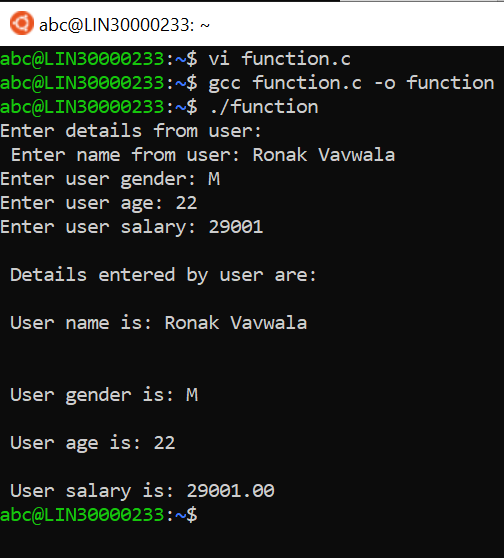 abc@LIN30000233: ~
abc@LIN30000233:~$ vi function.c
abc@LIN30000233:~$ gcc function.c -o function
abc@LIN30000233:~$ ./function
Enter details from user:
Enter name from user: Ronak Vavwala
Enter user gender: M
Enter user age: 22
Enter user salary: 29001
Details entered by user are:
User name is: Ronak Vavwala
User gender is: M
User age is: 22
User salary is: 29001.00
abc@LIN30000233:~$